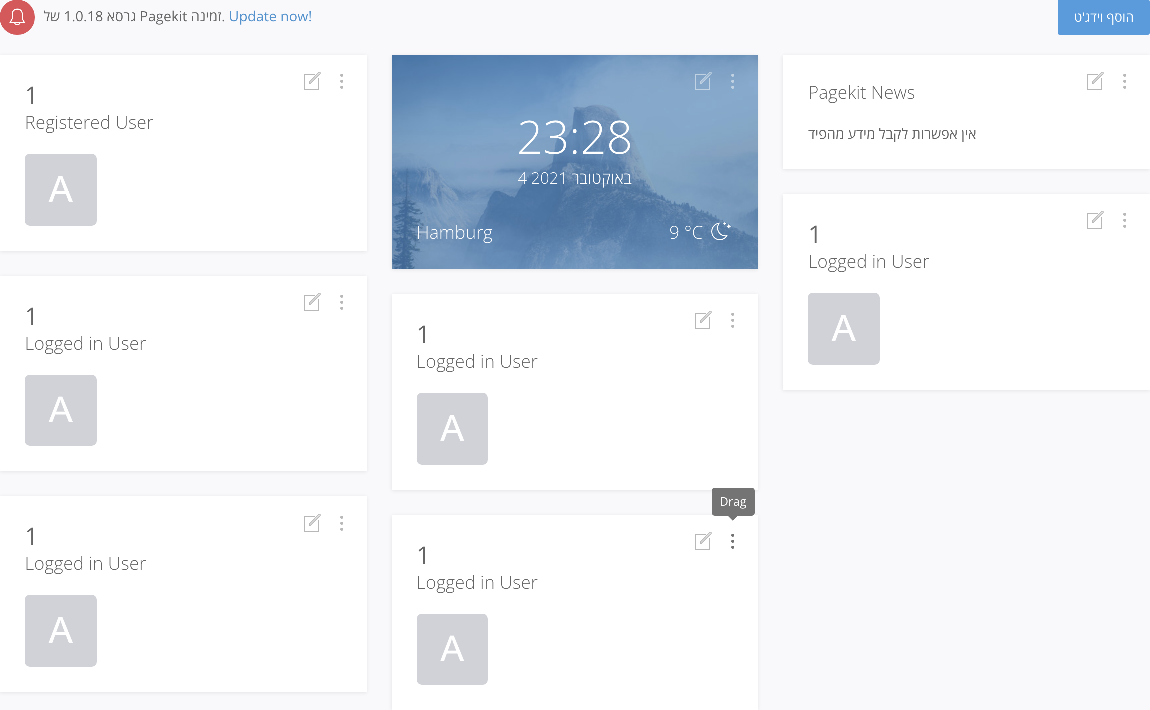 גרסא 1.0.18 של Pagekit זמינה. Update now!
הוסף וידג'ט
1
Registered User
A
1
Logged in User
A
1
Logged in User
A
23:28
4 באוקטובר 2021
Hamburg
9 °C
1
Logged in User
A
Drag
1
Logged in User
A
Pagekit News
אין אפשרות לקבל מידע מהפיד
1
Logged in User
A